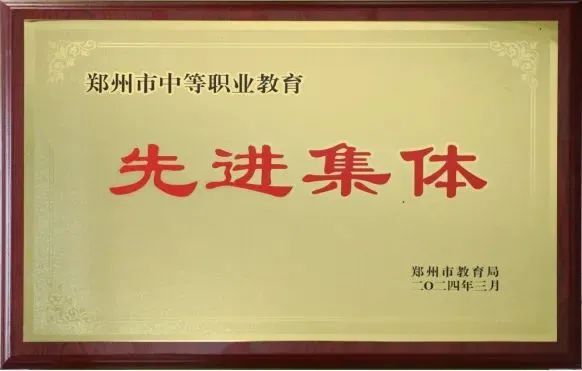 郑州市中等职业教育
先进集体
郑州市教育局
二〇二四年三月